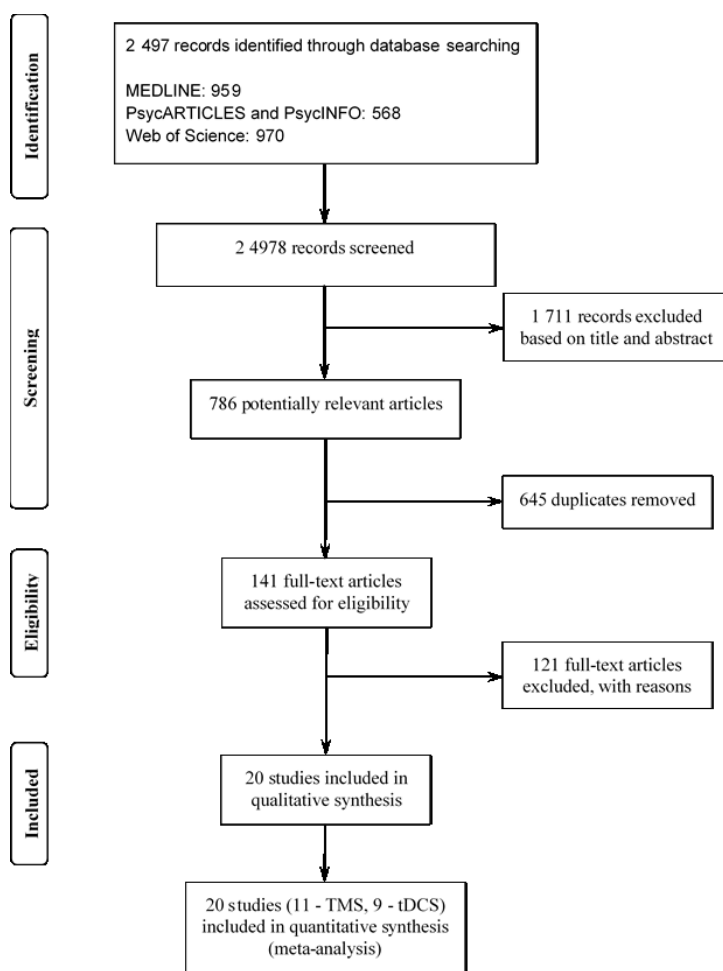 Identification
2 497 records identified through database searching
MEDLINE: 959
PsycARTICLES and PsycINFO: 568
Web of Science: 970
Screening
2 4978 records screened
1 711 records excluded
based on title and abstract
786 potentially relevant articles
645 duplicates removed
Eligibility
141 full-text articles
assessed for eligibility
121 full-text articles
excluded, with reasons
Included
20 studies included in
qualitative synthesis
20 studies (11 - TMS, 9 - tDCS)
included in quantitative synthesis
(meta-analysis)